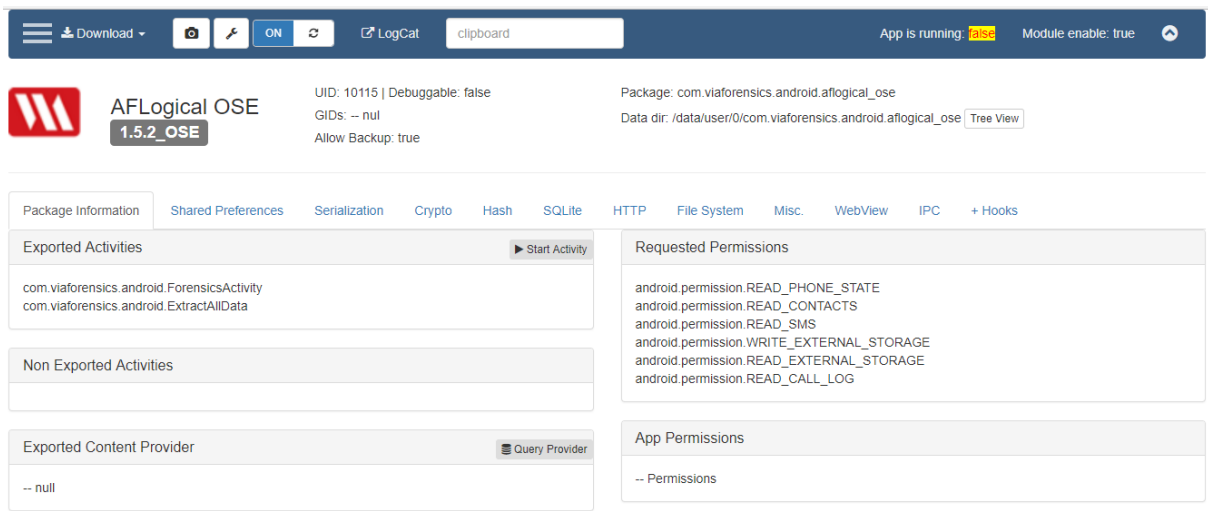 Download
ON
LogCat
clipboard
App is running: false
Module enable: true
AFLogical OSE
1.5.2_OSE
UID: 10115 | Debuggable: false
GIDs: -- nul
Allow Backup: true
Package: com.viaforensics.android.aflogical_ose
Data dir: /data/user/0/com.viaforensics.android.aflogical_ose Tree View
Package Information
Shared Preferences
Serialization
Crypto
Hash
SQLite
HTTP
File System
Misc.
WebView
IPC
+ Hooks
Exported Activities
Start Activity
com.viaforensics.android.ForensicsActivity
com.viaforensics.android.ExtractAllData
Non Exported Activities
Exported Content Provider
Query Provider
-- null
Requested Permissions
android.permission.READ_PHONE_STATE
android.permission.READ_CONTACTS
android.permission.READ_SMS
android.permission.WRITE_EXTERNAL_STORAGE
android.permission.READ_EXTERNAL_STORAGE
android.permission.READ_CALL_LOG
App Permissions
-- Permissions